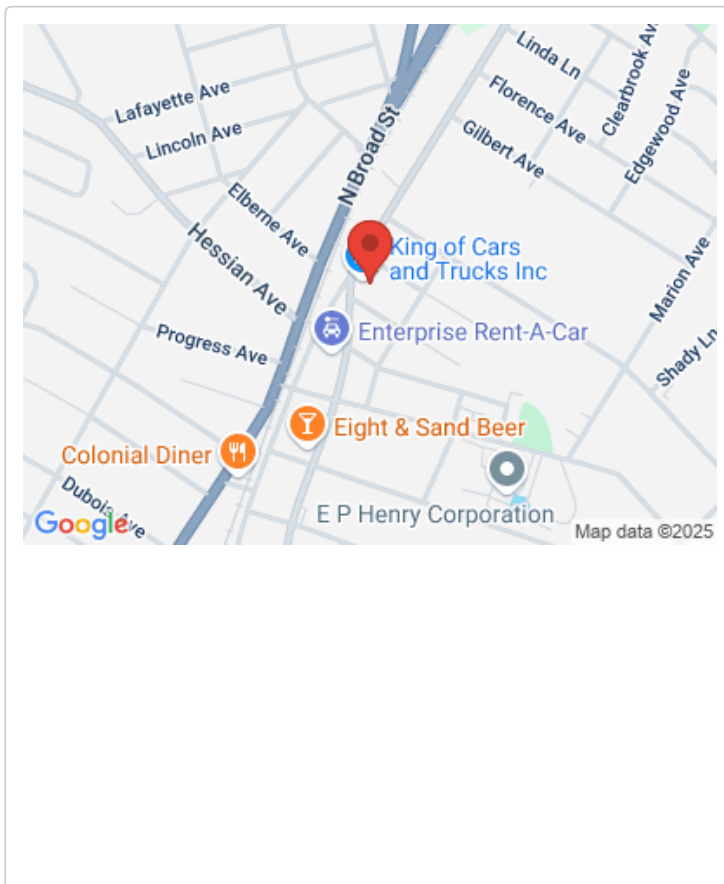 Linda Ln
Clearbrook Av
Lafayette Ave
Florence Ave
Edgewood Ave
Lincoln Ave
Gilbert Ave
N Broad St
Elberne Ave
Hessian Ave
King of Cars
and Trucks Inc
Marion Ave
Progress Ave
Enterprise Rent-A-Car
Shady Ln
Eight & Sand Beer
Colonial Diner
Dubois Ave
E P Henry Corporation
Google
Map data ©2025